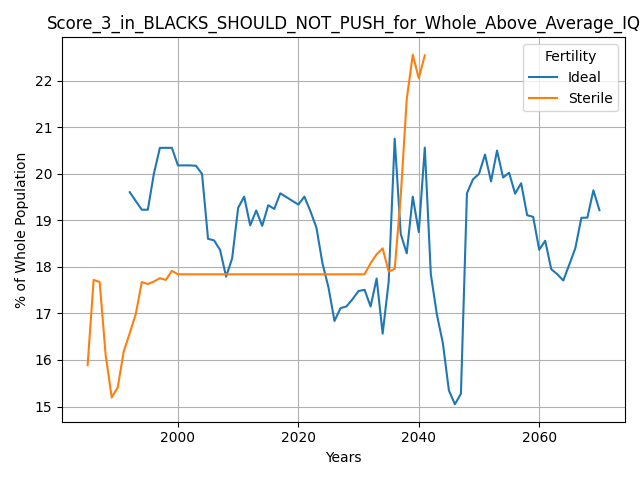 Score_3_in_BLACKS_SHOULD_NOT_PUSH_for_Whole_Above_Average_IQ
Fertility
Ideal
Sterile
% of Whole Population
22
21
20
19
18
17
16
15
2000 2020 2040 2060
Years